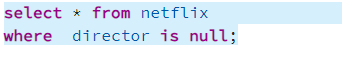 select * from netflix
where  director is null;